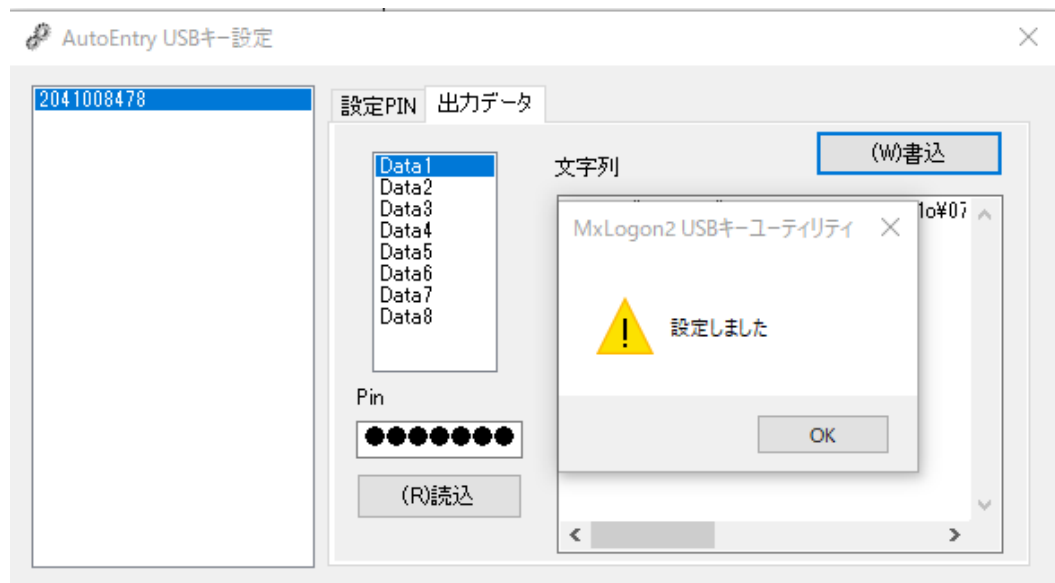 AutoEntry USBキー設定
2041008478
設定PIN
出力データ
Data1
Data2
Data3
Data4
Data5
Data6
Data7
Data8
文字列
(W)書込
1o¥07
MxLogon2 USBキーユーティリティ
設定しました
OK
Pin
(R)読込